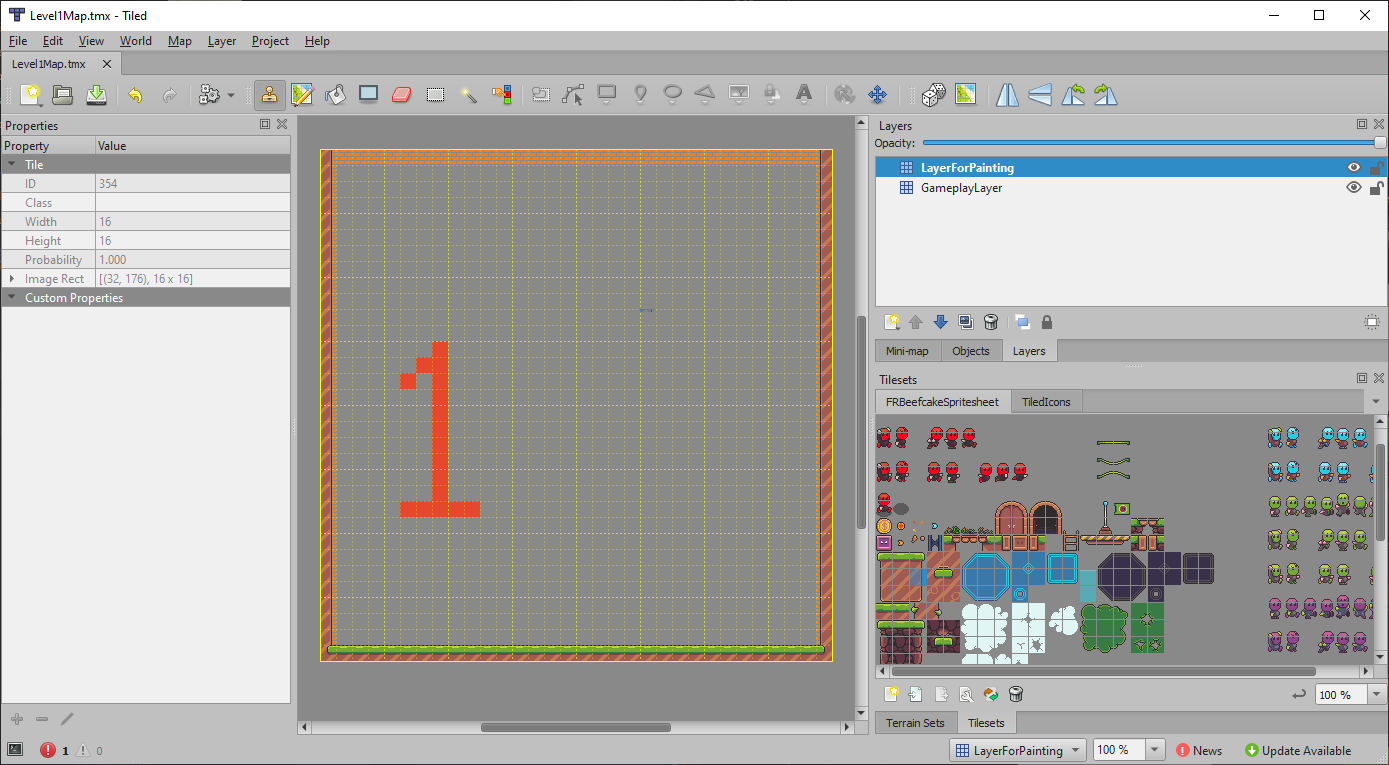 Level1Map.tmx - Tiled
File Edit View World Map Layer Project Help
Level1Map.tmx
Properties
Property Value
Tile
ID 354
Class
Width 16
Height 16
Probability 1.000
Image Rect [(32, 176), 16 x 16]
Custom Properties
1
Layers
Opacity:
LayerForPainting
GameplayLayer
Mini-map Objects Layers
Tilesets
FRBeefcakeSpritesheet TiledIcons
100 %
Terrain Sets Tilesets
1 0
LayerForPainting 100 % News Update Available